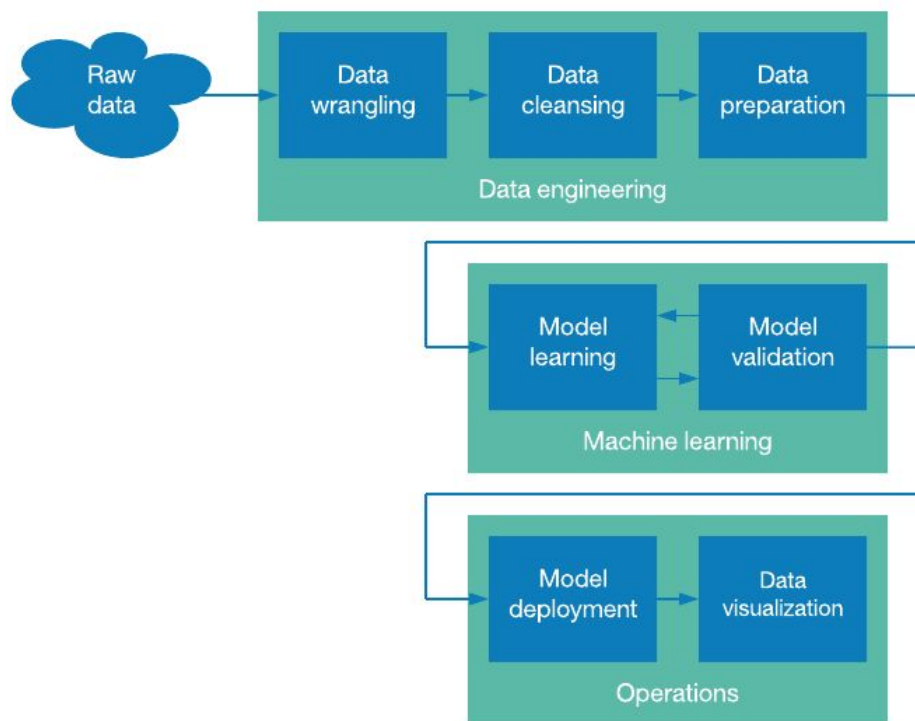 Raw
data
Data
wrangling
Data
cleansing
Data
preparation
Data engineering
Model
learning
Model
validation
Machine learning
Model
deployment
Data
visualization
Operations